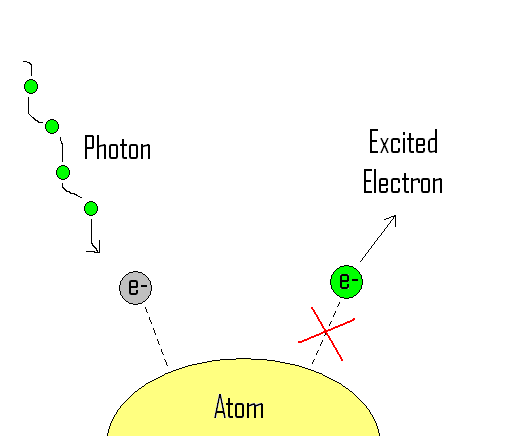 Photon
Excited
Electron
e-
e-
Atom